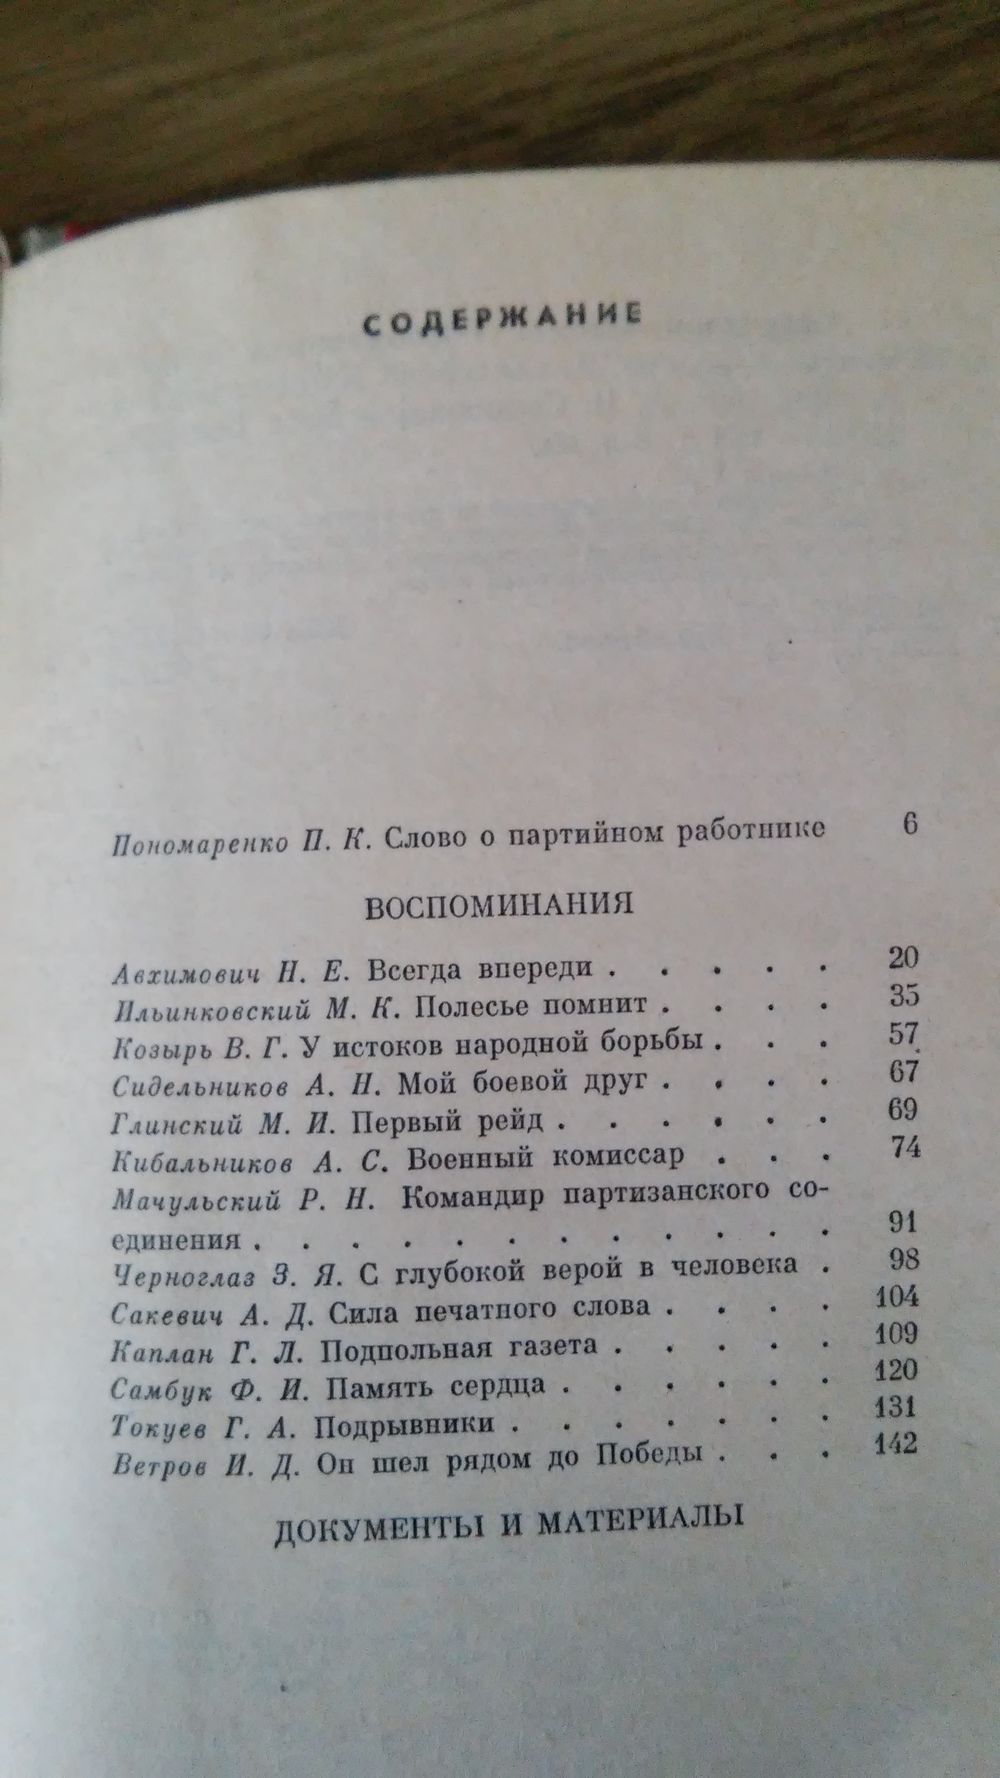 СОДЕРЖАНИЕ
Пономаренко П. К. Слово о партийном работнике 6
ВОСПОМИНАНИЯ
Авхимович Н. Е. Всегда впереди . . . . . 20
Ильинковский М. К. Полесье помнит . . . . 35
Козырь В. Г. У истоков народной борьбы . . . 57
Сидельников А. Н. Мой боевой друг . . . . 67
Глинский М. И. Первый рейд . . . . . . 69
Кибальников А. С. Военный комиссар . . . 74
Мачульский Р. Н. Командир партизанского со-
единения . . . . . . . . . . . . 91
Черноглаз З. Я. С глубокой верой в человека . 98
Сакевич А. Д. Сила печатного слова . . . . 104
Каплан Г. Л. Подпольная газета . . . . . 109
Самбук Ф. И. Память сердца . . . . . . 120
Токуев Г. А. Подрывники . . . . . . . 131
Ветров И. Д. Он шел рядом до Победы . . . 142
ДОКУМЕНТЫ И МАТЕРИАЛЫ